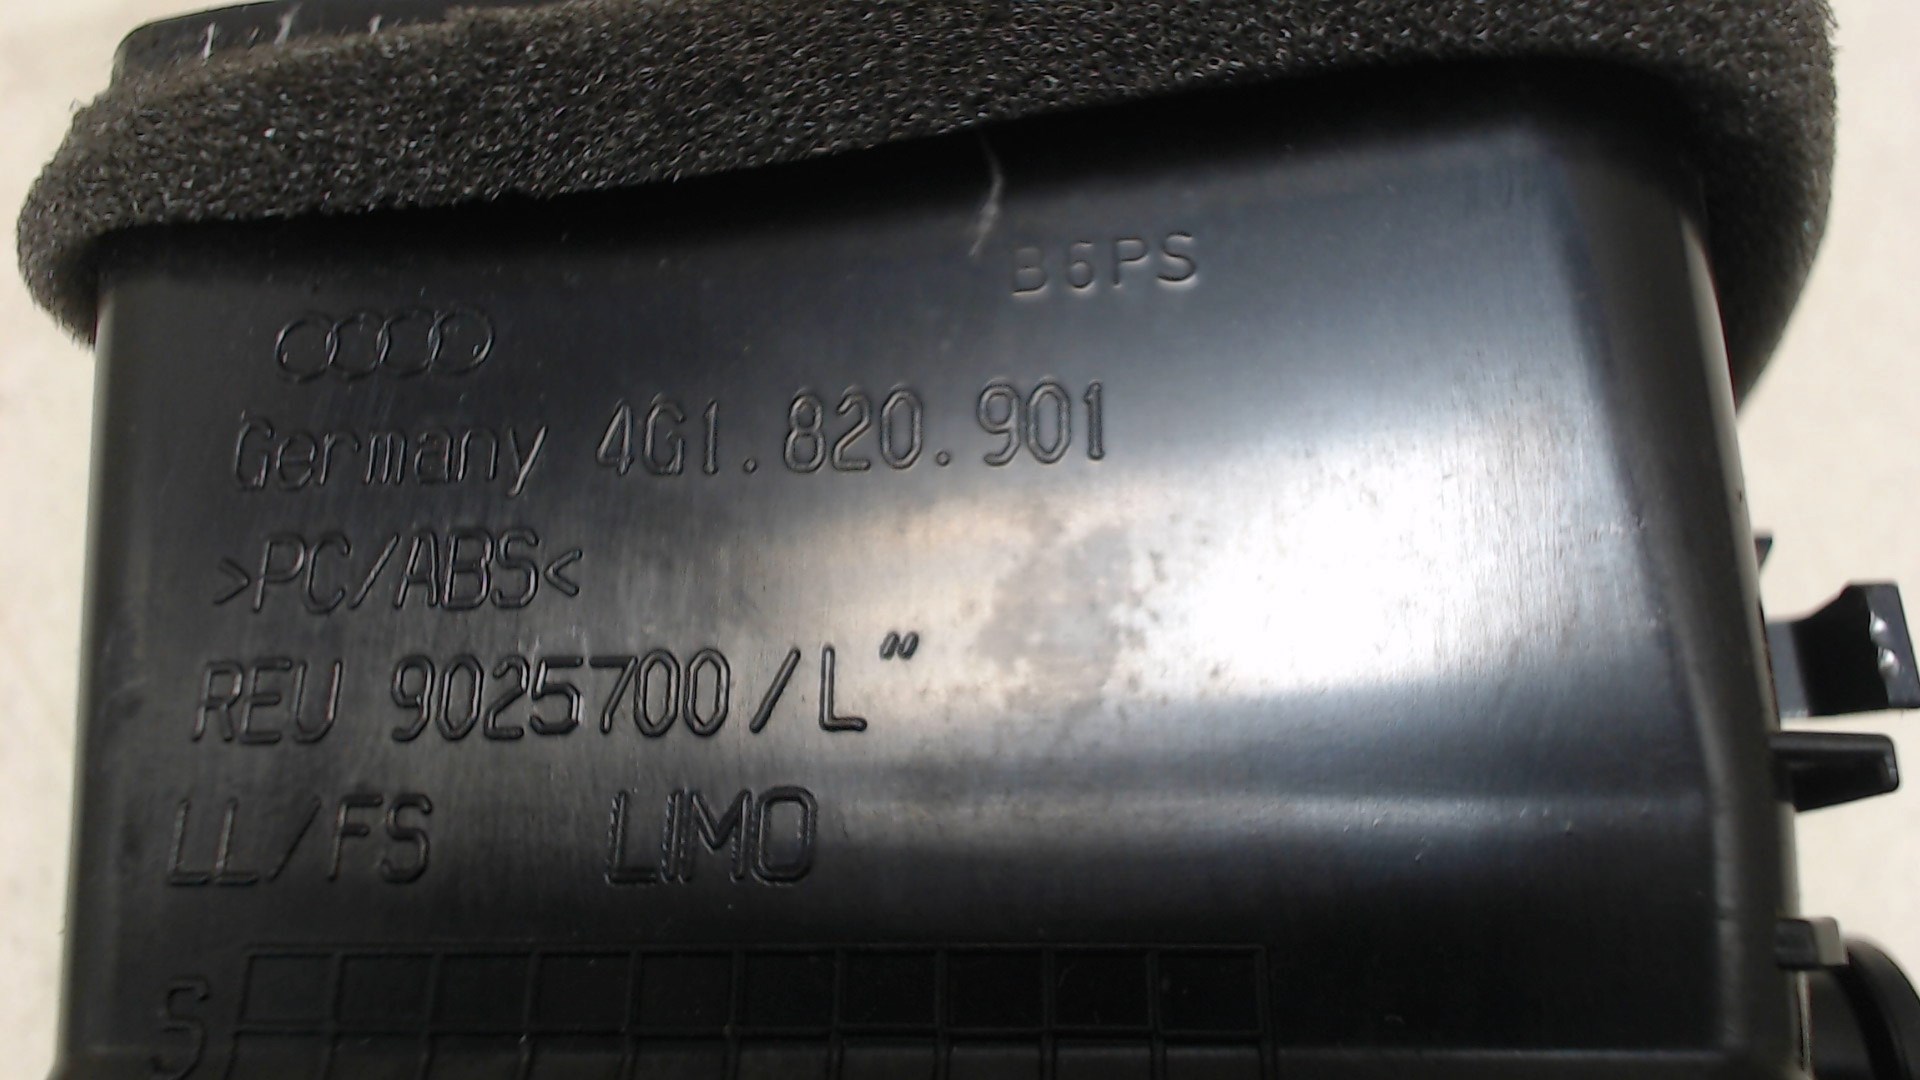 B6PS
Germany 4G1.820.901
>PC/ABS<
REU 9025700/L"
LL/FS LIMO
S